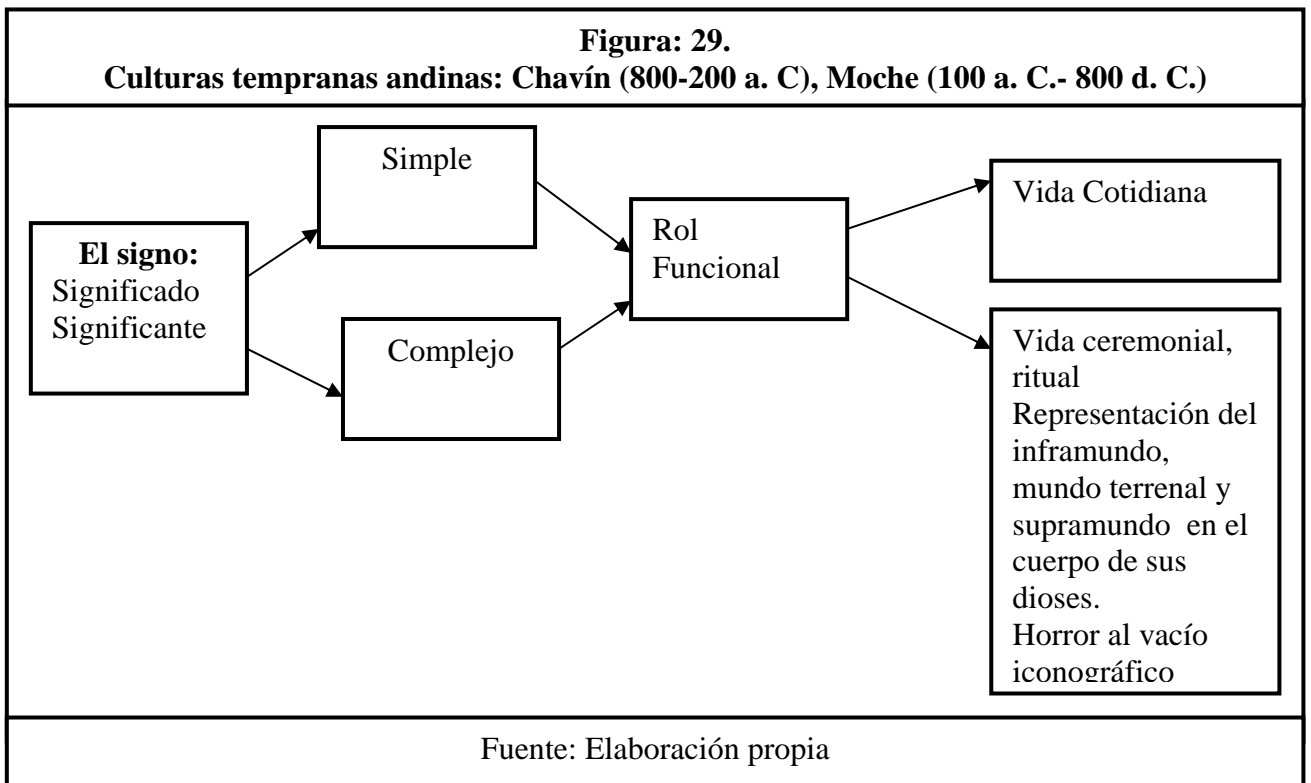 Figura: 29.
Culturas tempranas andinas: Chavín (800-200 a. C), Moche (100 a. C.- 800 d. C.)
El signo:
Significado
Significante
Simple
Complejo
Rol
Funcional
Vida Cotidiana
Vida ceremonial,
ritual
Representación del
inframundo,
mundo terrenal y
supramundo en el
cuerpo de sus
dioses.
Horror al vacío
iconográfico
Fuente: Elaboración propia